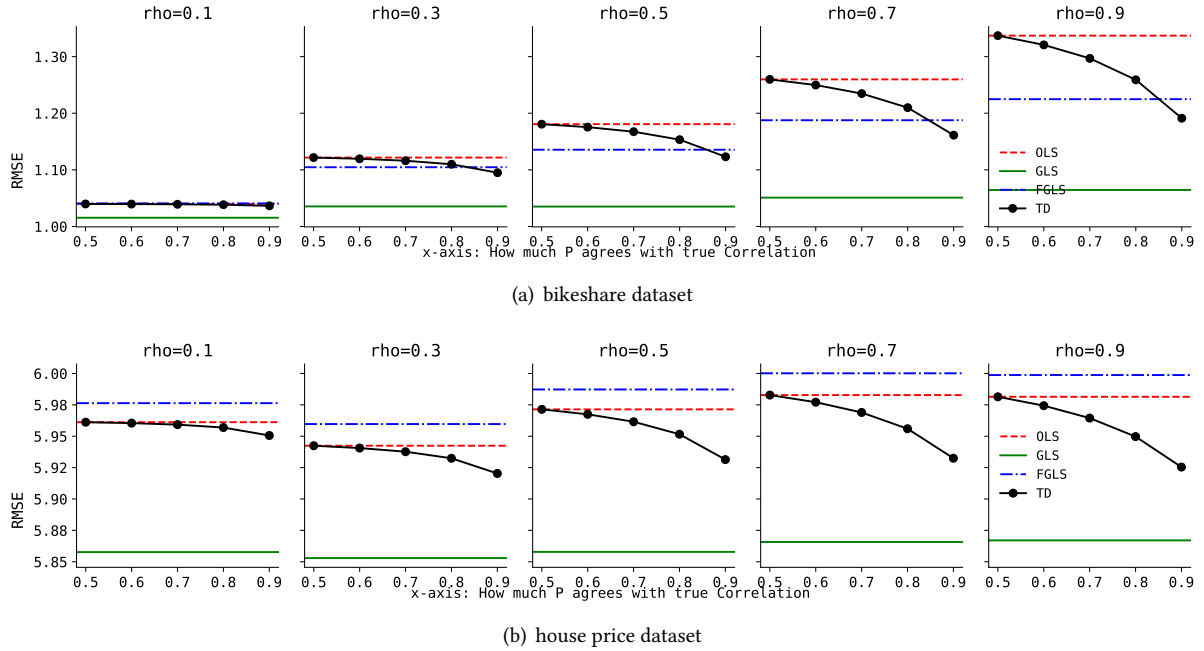 rho=0.1 rho=0.3 rho=0.5 rho=0.7 rho=0.9
1.30
1.20
1.10
1.00
RMSE
OLS
GLS
FGLS
TD
0.5 0.6 0.7 0.8 0.9 0.5 0.6 0.7 0.8 0.9 0.5 0.6 0.7 0.8 0.9 0.5 0.6 0.7 0.8 0.9 0.5 0.6 0.7 0.8 0.9
x-axis: How much P agrees with true Correlation
(a) bikeshare dataset
rho=0.1 rho=0.3 rho=0.5 rho=0.7 rho=0.9
6.00
5.98
5.95
5.92
5.90
5.88
5.85
RMSE
OLS
GLS
FGLS
TD
0.5 0.6 0.7 0.8 0.9 0.5 0.6 0.7 0.8 0.9 0.5 0.6 0.7 0.8 0.9 0.5 0.6 0.7 0.8 0.9 0.5 0.6 0.7 0.8 0.9
x-axis: How much P agrees with true Correlation
(b) house price dataset